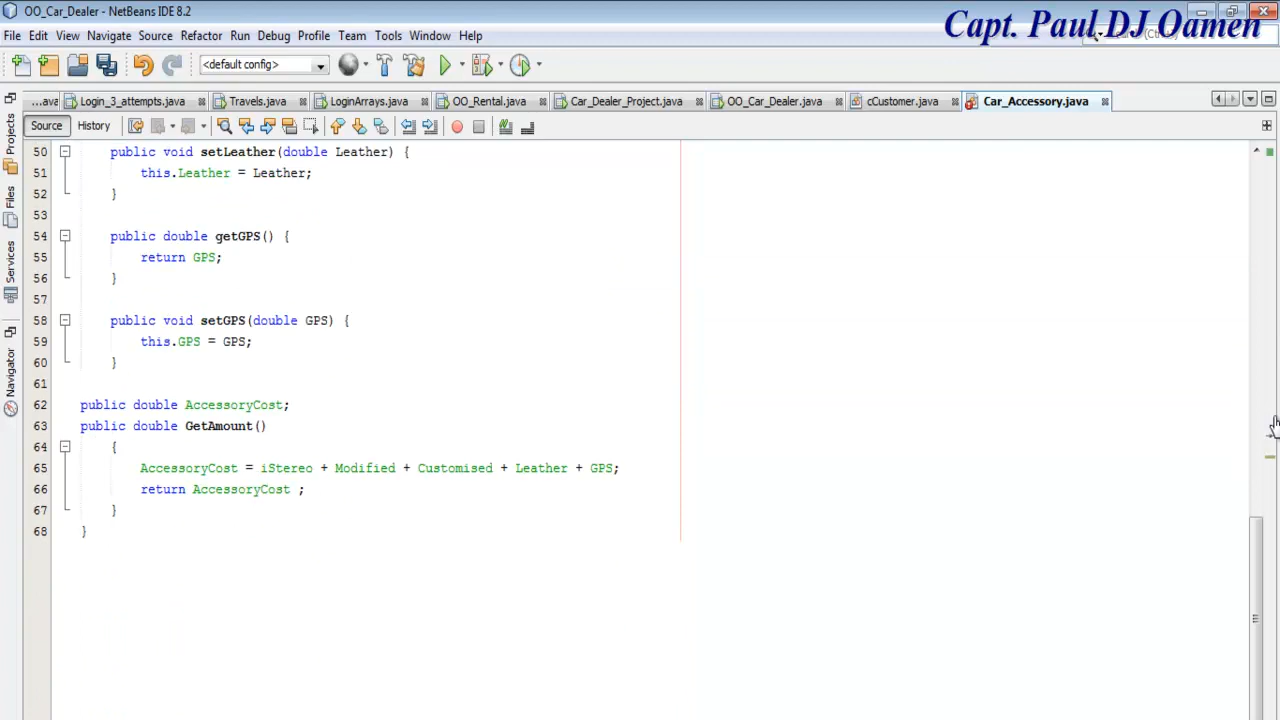 OO_Car_Dealer - NetBeans IDE 8.2
Capt. Paul DJ Oamen
File Edit View Navigate Source Refactor Run Debug Profile Team Tools Window Help
<default config>
...ava Login_3_attempts.java Travels.java LoginArrays.java OO_Rental.java Car_Dealer_Project.java OO_Car_Dealer.java cCustomer.java Car_Accessory.java
Source History
Projects
Files
Services
Navigator
50 public void setLeather(double Leather) {
51 this.Leather = Leather;
52 }
53
54 public double getGPS() {
55 return GPS;
56 }
57
58 public void setGPS(double GPS) {
59 this.GPS = GPS;
60 }
61
62 public double AccessoryCost;
63 public double GetAmount()
64 {
65 AccessoryCost = iStereo + Modified + Customised + Leather + GPS;
66 return AccessoryCost ;
67 }
68 }